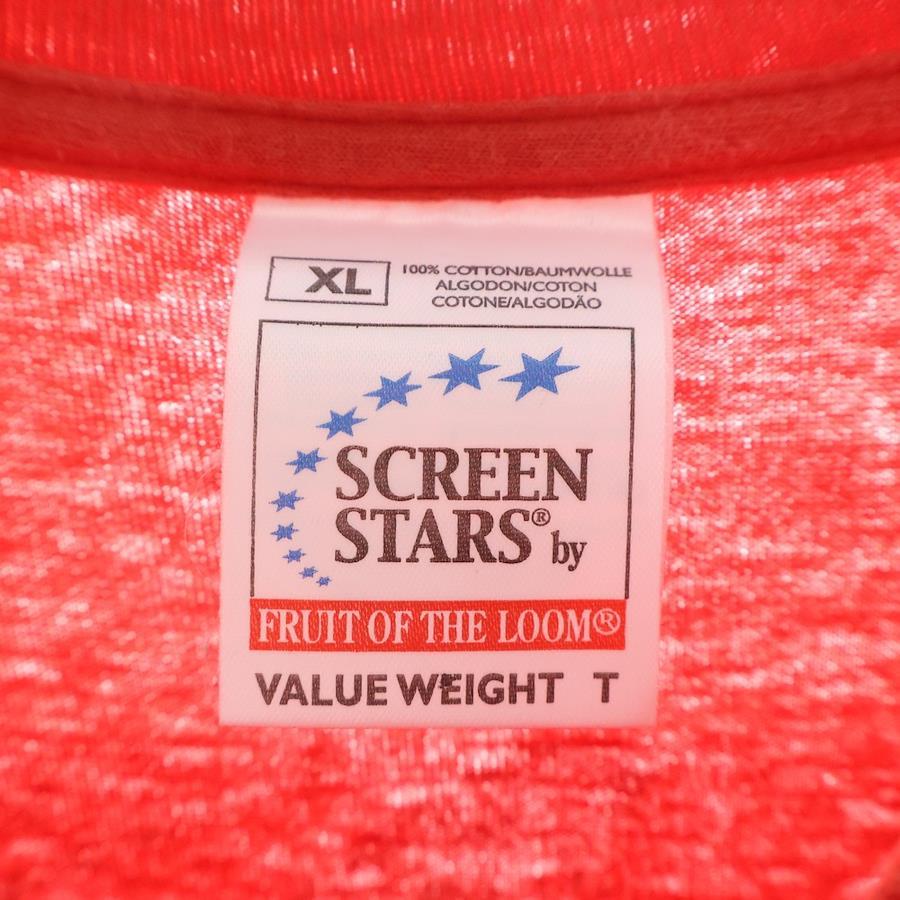 XL
100% COTTON/BAUMWOLLE
ALGODON/COTON
COTONE/ALGODÃO
SCREEN
STARS® by
FRUIT OF THE LOOM®
VALUE WEIGHT T